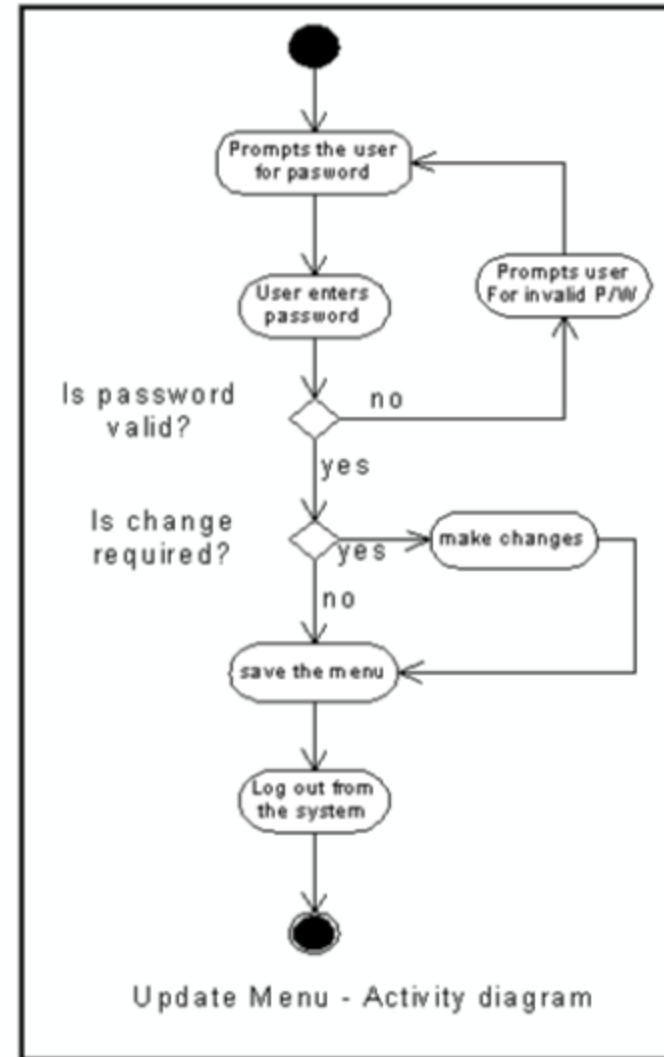 Prompts the user
for pasword
Prompts user
For invalid P/W
User enters
password
Is password
valid?
no
yes
Is change
required?
yes
make changes
no
save the menu
Log out from
the system
Update Menu - Activity diagram